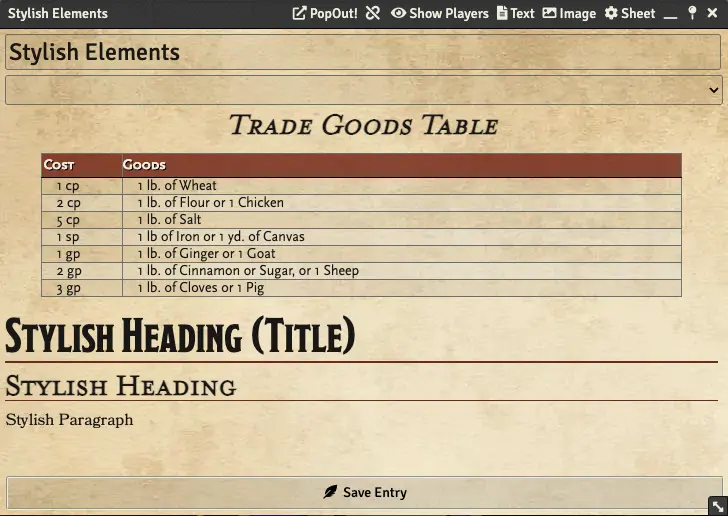 Stylish Elements PopOut! Show Players Text Image Sheet
Stylish Elements
Trade Goods Table
Cost Goods
1 cp 1 lb. of Wheat
2 cp 1 lb. of Flour or 1 Chicken
5 cp 1 lb. of Salt
1 sp 1 lb of Iron or 1 yd. of Canvas
1 gp 1 lb. of Ginger or 1 Goat
2 gp 1 lb. of Cinnamon or Sugar, or 1 Sheep
3 gp 1 lb. of Cloves or 1 Pig
Stylish Heading (Title)
Stylish Heading
Stylish Paragraph
Save Entry